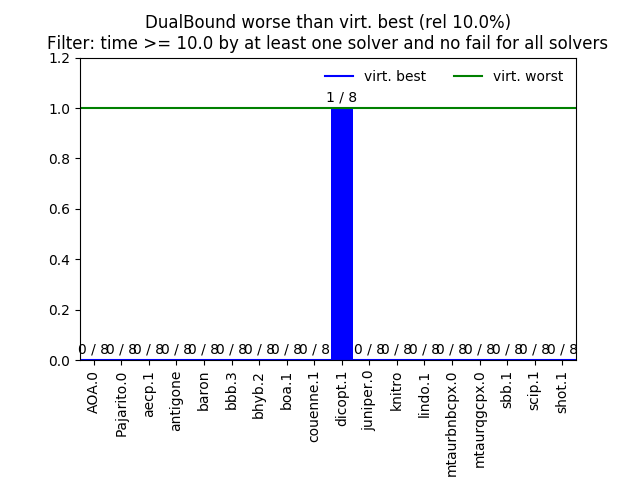 DualBound worse than virt. best (rel 10.0%)
Filter: time >= 10.0 by at least one solver and no fail for all solvers
virt. best
virt. worst
1.2
1.0
0.8
0.6
0.4
0.2
0.0
0 / 8 0 / 8 0 / 8 0 / 8 0 / 8 0 / 8 0 / 8 0 / 8 0 / 8 1 / 8 0 / 8 0 / 8 0 / 8 0 / 8 0 / 8 0 / 8 0 / 8 0 / 8
AOA.0
Pajarito.0
aecp.1
antigone
baron
bbb.3
bhyb.2
boa.1
couenne.1
dicopt.1
juniper.0
knitro
lindo.1
mtaurbnbcpx.0
mtaurqgcpx.0
sbb.1
scip.1
shot.1